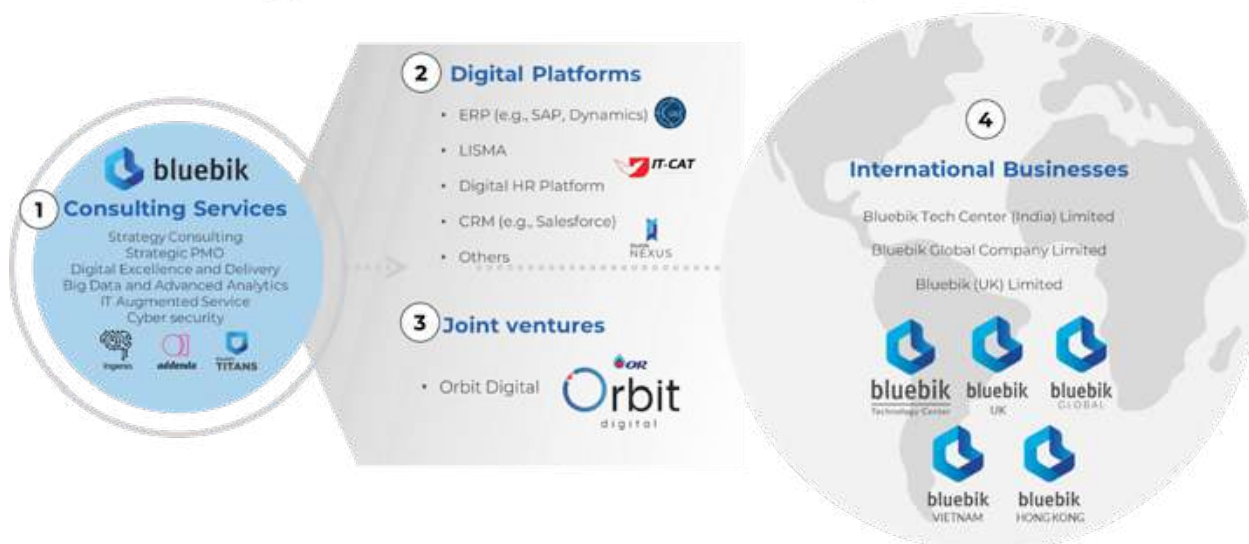 bluebik
1 Consulting Services
Strategy Consulting
Strategic PMO
Digital Excellence and Delivery
Big Data and Advanced Analytics
IT Augmented Service
Cyber security
Ingenio
addenda
TITANS
2 Digital Platforms
• ERP (e.g., SAP, Dynamics)
• LISMA
IT-CAT
• Digital HR Platform
• CRM (e.g., Salesforce)
NEXUS
• Others
3 Joint ventures
OR
• Orbit Digital
Orbit
digital
4
International Businesses
Bluebik Tech Center (India) Limited
Bluebik Global Company Limited
Bluebik (UK) Limited
bluebik
Technology Center
bluebik
UK
bluebik
GLOBAL
bluebik
VIETNAM
bluebik
HONG KONG